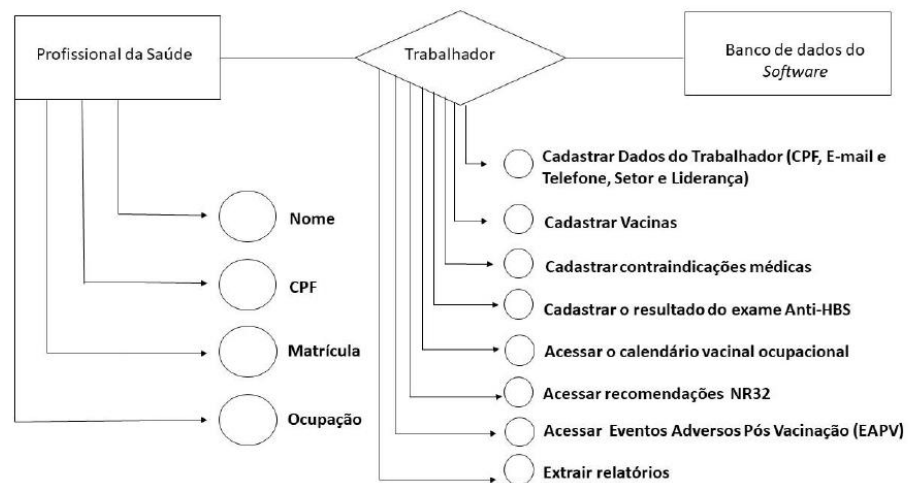 Profissional da Saúde
Trabalhador
Banco de dados do
Software
Nome
CPF
Matrícula
Ocupação
Cadastrar Dados do Trabalhador (CPF, E-mail e
Telefone, Setor e Liderança)
Cadastrar Vacinas
Cadastrar contraindicações médicas
Cadastrar o resultado do exame Anti-HBS
Acessar o calendário vacinal ocupacional
Acessar recomendações NR32
Acessar Eventos Adversos Pós Vacinação (EAPV)
Extrair relatórios